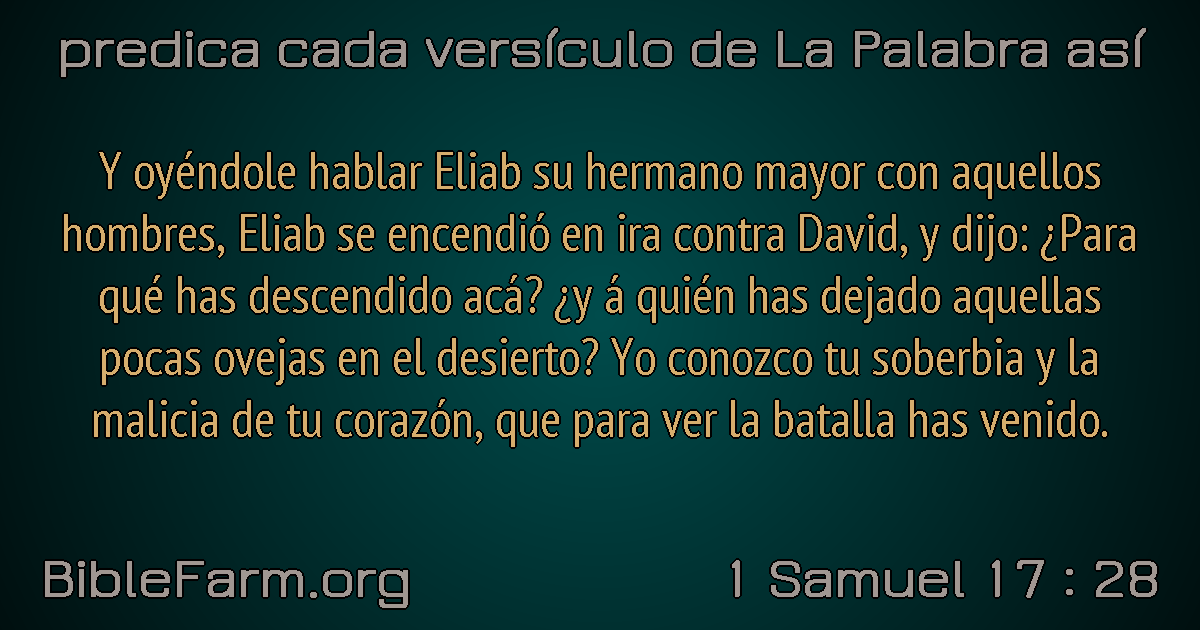 predica cada versículo de La Palabra así
Y oyéndole hablar Eliab su hermano mayor con aquellos
hombres, Eliab se encendió en ira contra David, y dijo: ¿Para
qué has descendido acá? ¿y á quién has dejado aquellas
pocas ovejas en el desierto? Yo conozco tu soberbia y la
malicia de tu corazón, que para ver la batalla has venido.
BibleFarm.org
1 Samuel 17 : 28